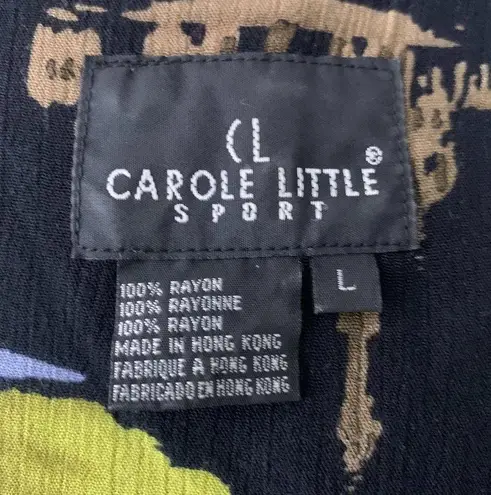 CL
CAROLE LITTLE®
SPORT
L
100% RAYON
100% RAYONNE
100% RAYON
MADE IN HONG KONG
FABRIQUE A HONG KONG
FABRICADO EN HONG KONG